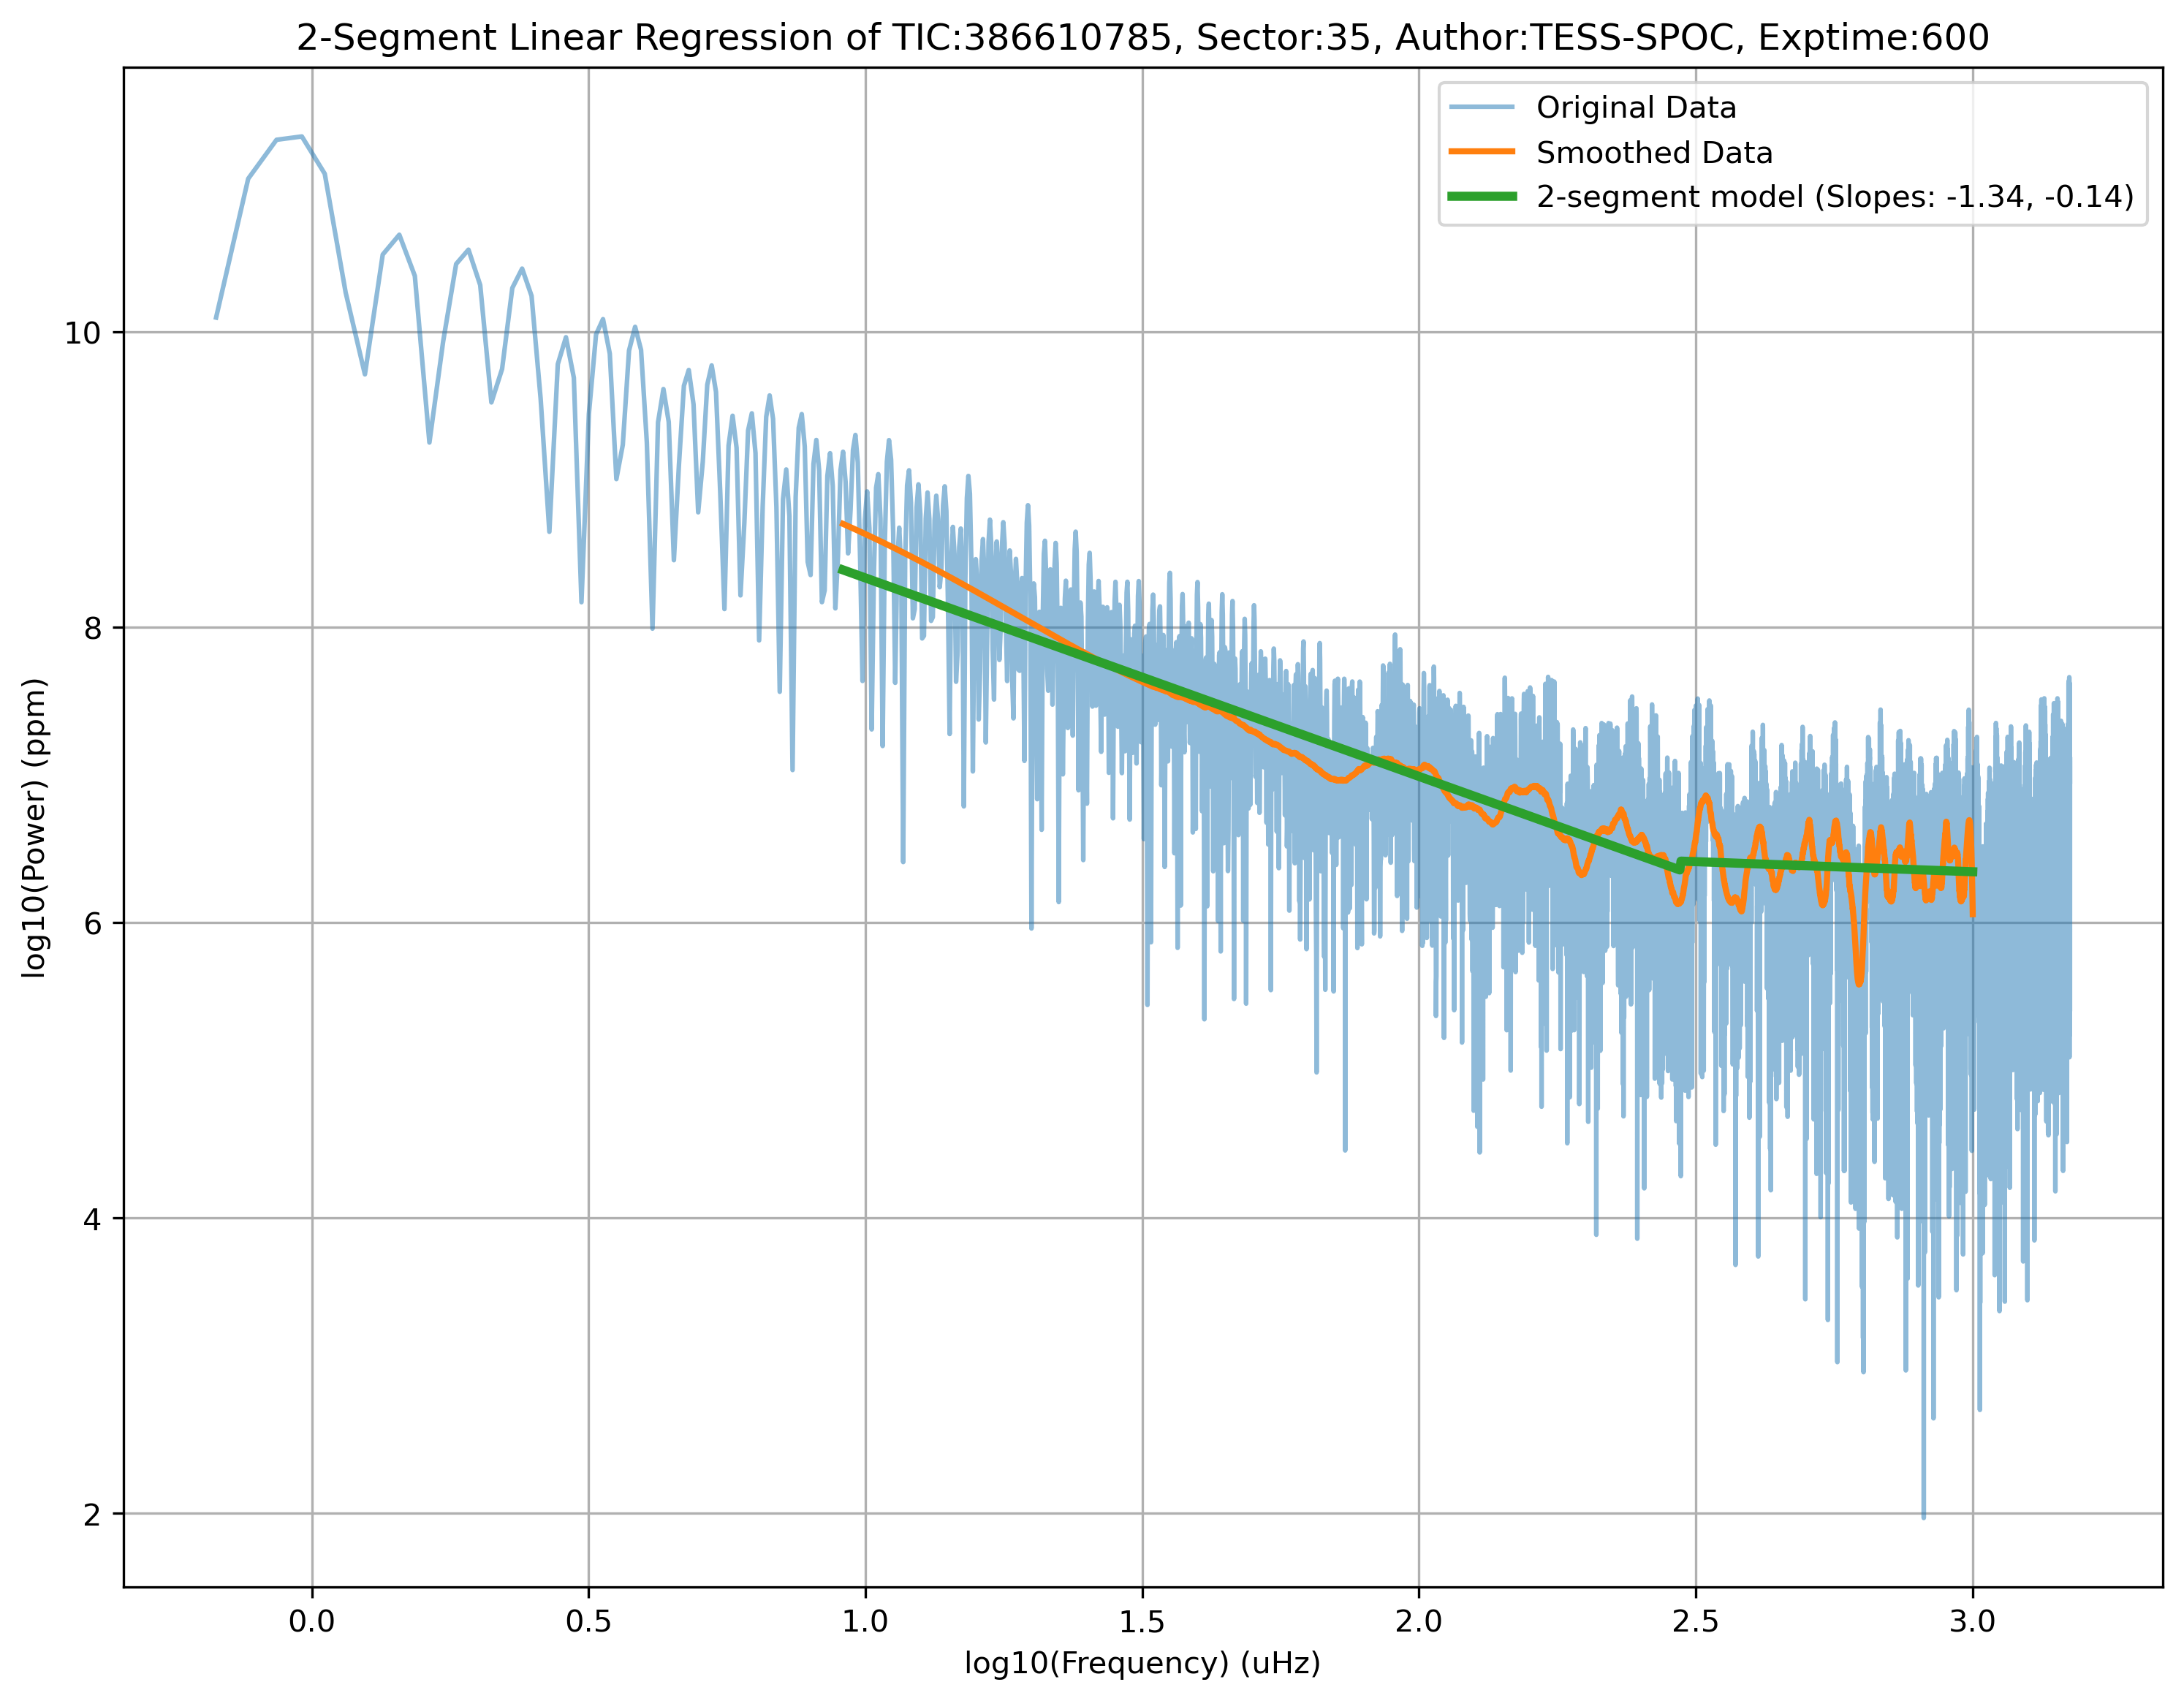 2-Segment Linear Regression of TIC:386610785, Sector:35, Author:TESS-SPOC, Exptime:600
Original Data
Smoothed Data
2-segment model (Slopes: -1.34, -0.14)
log10(Power) (ppm)
10
8
6
4
2
0.0 0.5 1.0 1.5 2.0 2.5 3.0
log10(Frequency) (uHz)